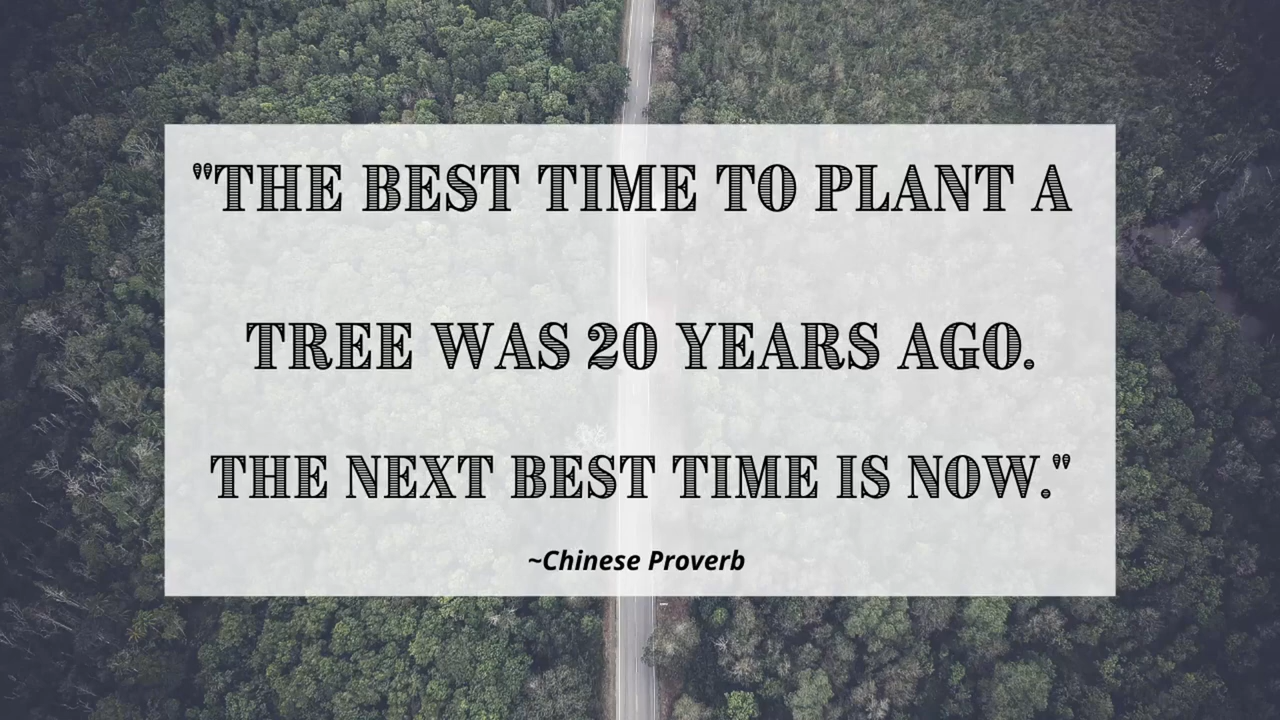 "THE BEST TIME TO PLANT A
TREE WAS 20 YEARS AGO.
THE NEXT BEST TIME IS NOW."
~Chinese Proverb